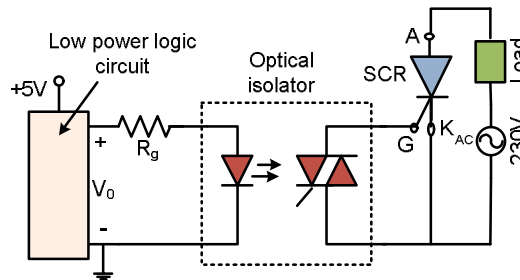 Low power logic
circuit
+5V
+
V0
-
Rg
Optical
isolator
A
SCR
G
K
AC
Load
230V